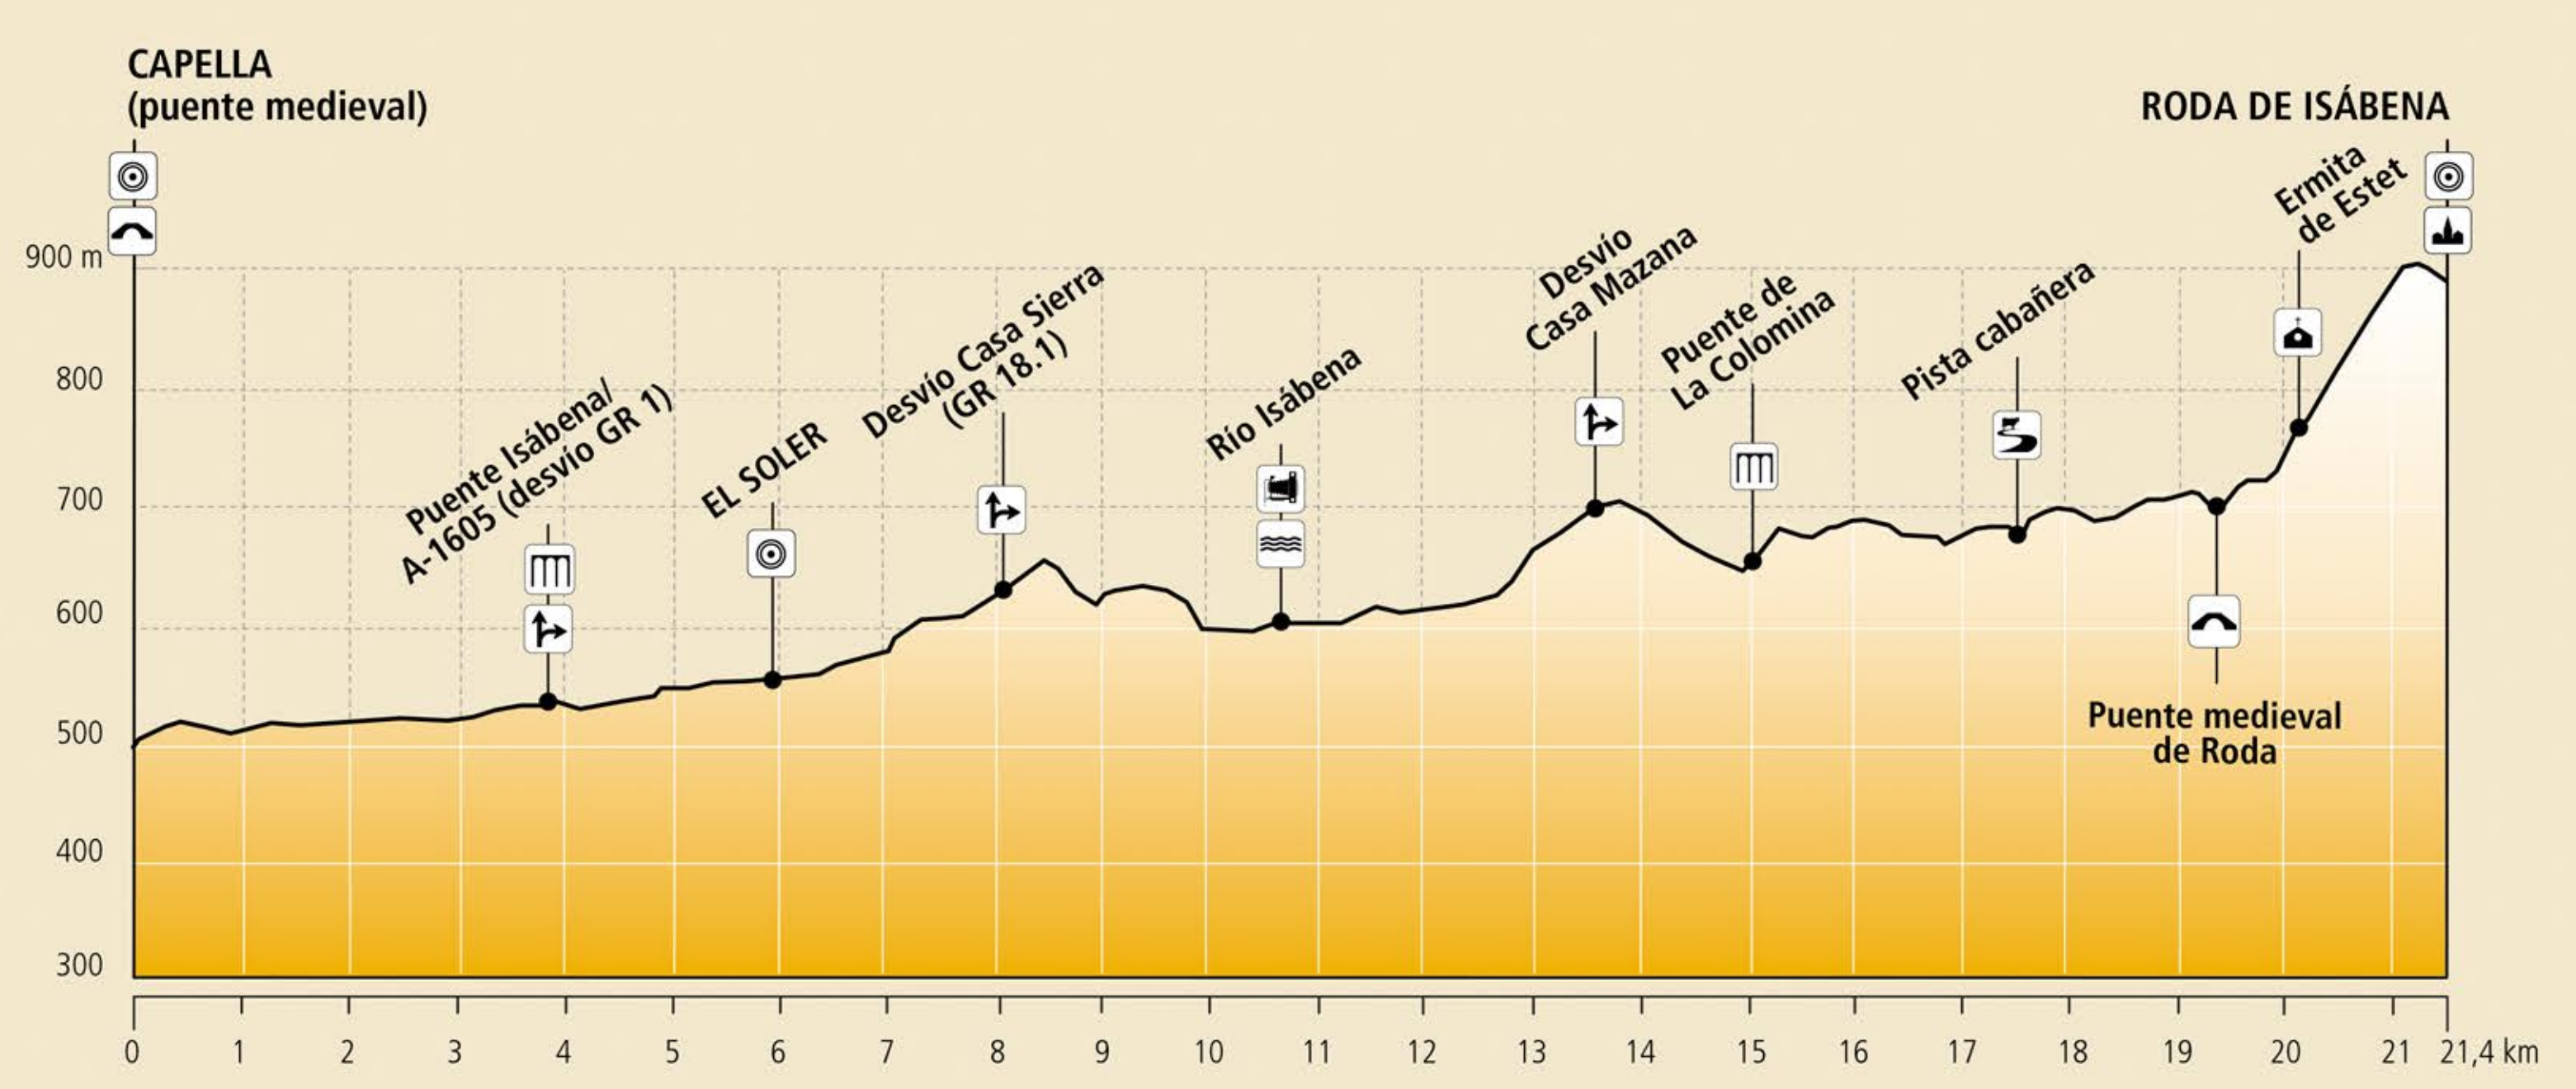 CAPELLA
(puente medieval)
RODA DE ISÁBENA
Ermita
de Estet
Desvío
Casa Mazana
Puente de
La Colomina
Pista cabañera
Desvío Casa Sierra
(GR 18.1)
Río Isábena
Puente Isábena/
A-1605 (desvío GR 1)
EL SOLER
Puente medieval
de Roda
900 m
800
700
600
500
400
300
0 1 2 3 4 5 6 7 8 9 10 11 12 13 14 15 16 17 18 19 20 21 21,4 km